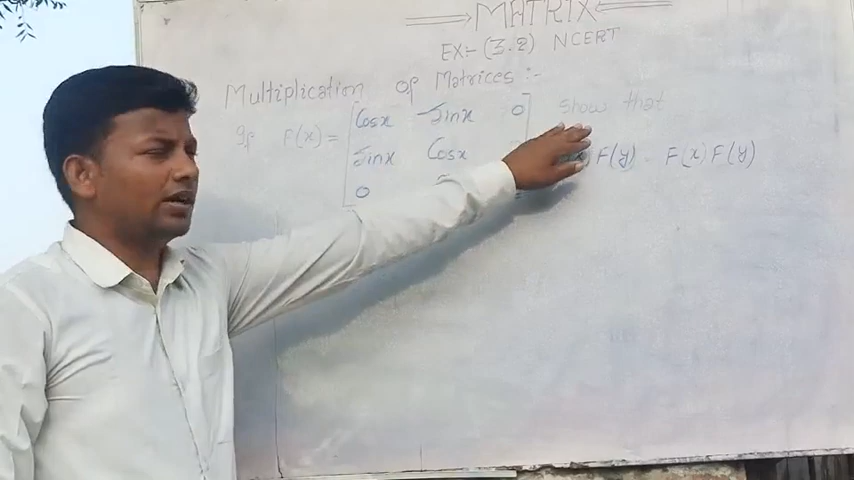 MATRIX
EX:- (3.2) NCERT
Multiplication of Matrices :-
If F(x) = Cosx -Sinx 0 Show that
Sinx Cosx F(y) = F(x) F(y)
0